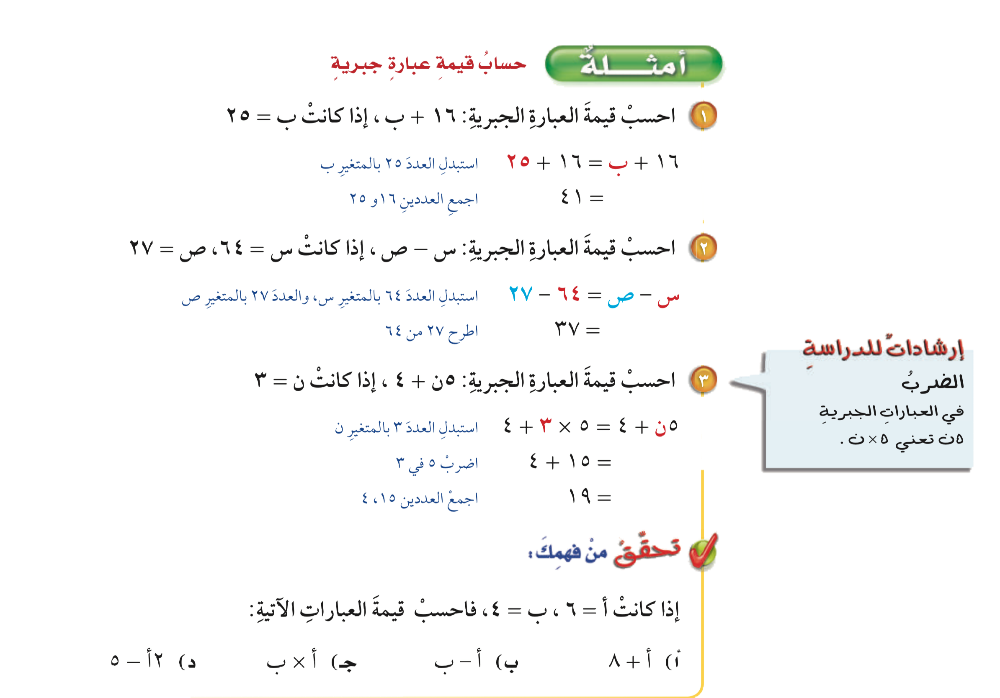 أمثـــلةٌ حسابُ قيمةِ عبارةٍ جبريةٍ
١ احسبْ قيمةَ العبارةِ الجبريةِ: ١٦ + ب ، إذا كانتْ ب = ٢٥
١٦ + ب = ١٦ + ٢٥ استبدلِ العددَ ٢٥ بالمتغيرِ ب
= ٤١ اجمعِ العددينِ ١٦و ٢٥
٢ احسبْ قيمةَ العبارةِ الجبريةِ: س – ص ، إذا كانتْ س = ٦٤، ص = ٢٧
س – ص = ٦٤ – ٢٧ استبدلِ العددَ ٦٤ بالمتغيرِ س، والعددَ ٢٧ بالمتغيرِ ص
= ٣٧ اطرح ٢٧ من ٦٤
إرشاداتٌ للدراسةِ
الضربُ
في العباراتِ الجبريةِ
٥ن تعني ٥×ن .
٣ احسبْ قيمةَ العبارةِ الجبريةِ: ٥ن + ٤ ، إذا كانتْ ن = ٣
٥ن + ٤ = ٥ × ٣ + ٤ استبدلِ العددَ ٣ بالمتغيرِ ن
= ١٥ + ٤ اضربْ ٥ في ٣
= ١٩ اجمعْ العددين ١٥، ٤
تحقَّقْ منْ فهمِكَ:
إذا كانتْ أ = ٦ ، ب = ٤، فاحسبْ قيمةَ العباراتِ الآتيةِ:
أ) أ + ٨ ب) أ – ب جـ) أ × ب د) ٢أ – ٥